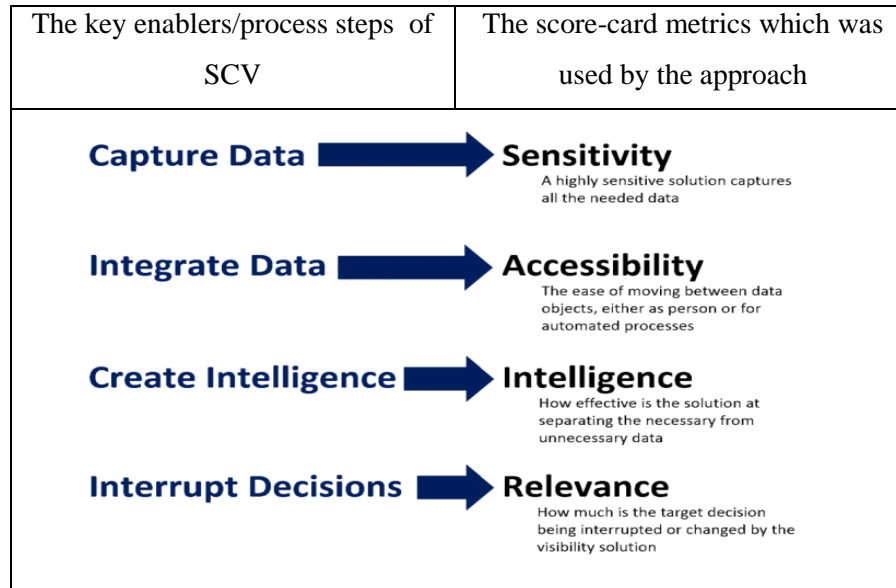 The key enablers/process steps of
SCV
The score-card metrics which was
used by the approach
Capture Data
Sensitivity
A highly sensitive solution captures
all the needed data
Integrate Data
Accessibility
The ease of moving between data
objects, either as person or for
automated processes
Create Intelligence
Intelligence
How effective is the solution at
separating the necessary from
unnecessary data
Interrupt Decisions
Relevance
How much is the target decision
being interrupted or changed by the
visibility solution